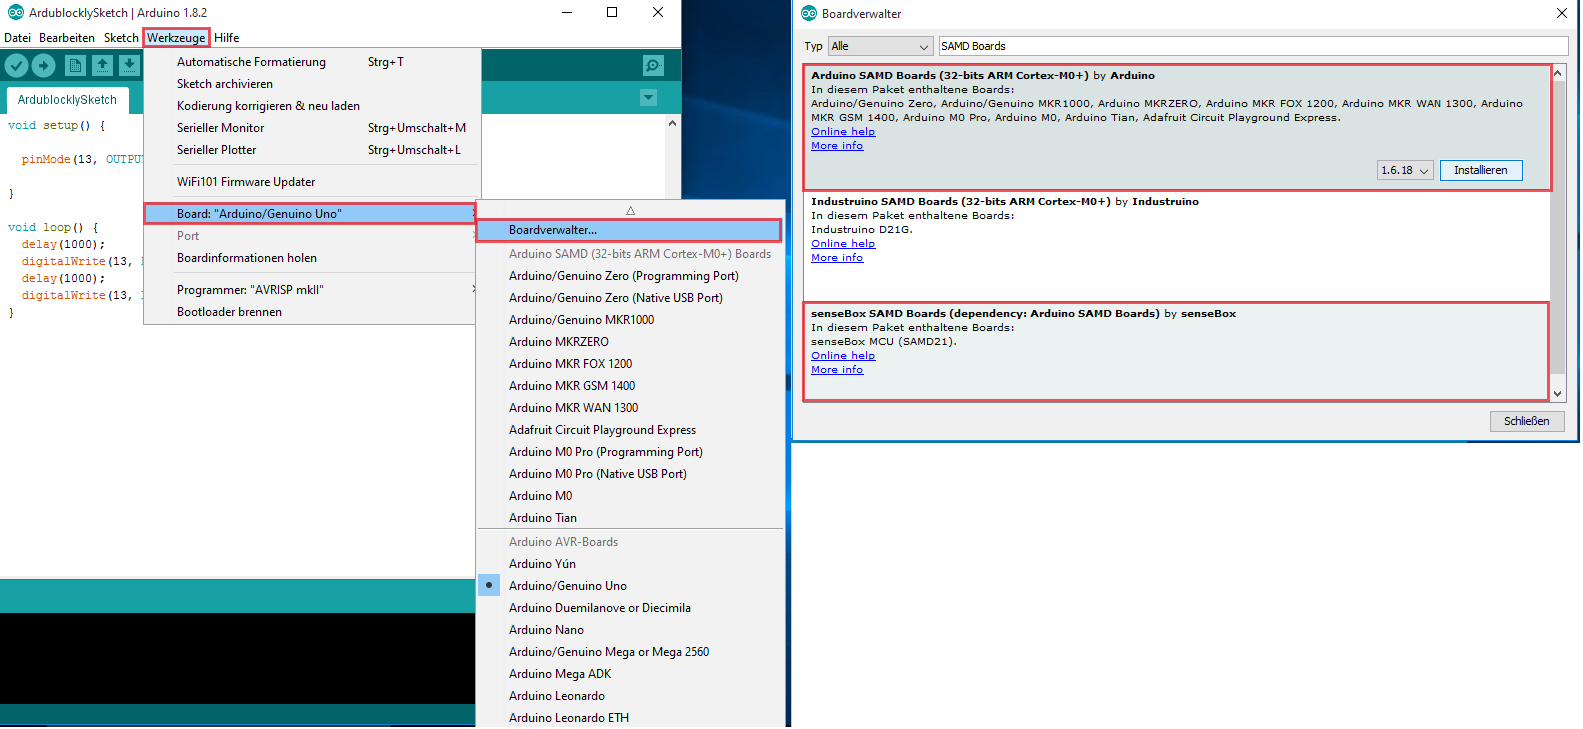 ArdublocklySketch | Arduino 1.8.2
Datei Bearbeiten Sketch Werkzeuge Hilfe
ArdublocklySketch
void setup() {
pinMode(13, OUTPUT
}
void loop() {
delay(1000);
digitalWrite(13,
delay(1000);
digitalWrite(13,
}
Automatische Formatierung Strg+T
Sketch archivieren
Kodierung korrigieren & neu laden
Serieller Monitor Strg+Umschalt+M
Serieller Plotter Strg+Umschalt+L
WiFi101 Firmware Updater
Board: "Arduino/Genuino Uno"
Port
Boardinformationen holen
Programmer: "AVRISP mkII"
Bootloader brennen
Boardverwalter...
Arduino SAMD (32-bits ARM Cortex-M0+) Boards
Arduino/Genuino Zero (Programming Port)
Arduino/Genuino Zero (Native USB Port)
Arduino/Genuino MKR1000
Arduino MKRZERO
Arduino MKR FOX 1200
Arduino MKR GSM 1400
Arduino MKR WAN 1300
Adafruit Circuit Playground Express
Arduino M0 Pro (Programming Port)
Arduino M0 Pro (Native USB Port)
Arduino M0
Arduino Tian
Arduino AVR-Boards
Arduino Yún
Arduino/Genuino Uno
Arduino Duemilanove or Diecimila
Arduino Nano
Arduino/Genuino Mega or Mega 2560
Arduino Mega ADK
Arduino Leonardo
Arduino Leonardo ETH
Boardverwalter
Typ Alle SAMD Boards
Arduino SAMD Boards (32-bits ARM Cortex-M0+) by Arduino
In diesem Paket enthaltene Boards:
Arduino/Genuino Zero, Arduino/Genuino MKR1000, Arduino MKRZERO, Arduino MKR FOX 1200, Arduino MKR WAN 1300, Arduino
MKR GSM 1400, Arduino M0 Pro, Arduino M0, Arduino Tian, Adafruit Circuit Playground Express.
Online help
More info
1.6.18 Installieren
Industruino SAMD Boards (32-bits ARM Cortex-M0+) by Industruino
In diesem Paket enthaltene Boards:
Industruino D21G.
Online help
More info
senseBox SAMD Boards (dependency: Arduino SAMD Boards) by senseBox
In diesem Paket enthaltene Boards:
senseBox MCU (SAMD21).
Online help
More info
Schließen